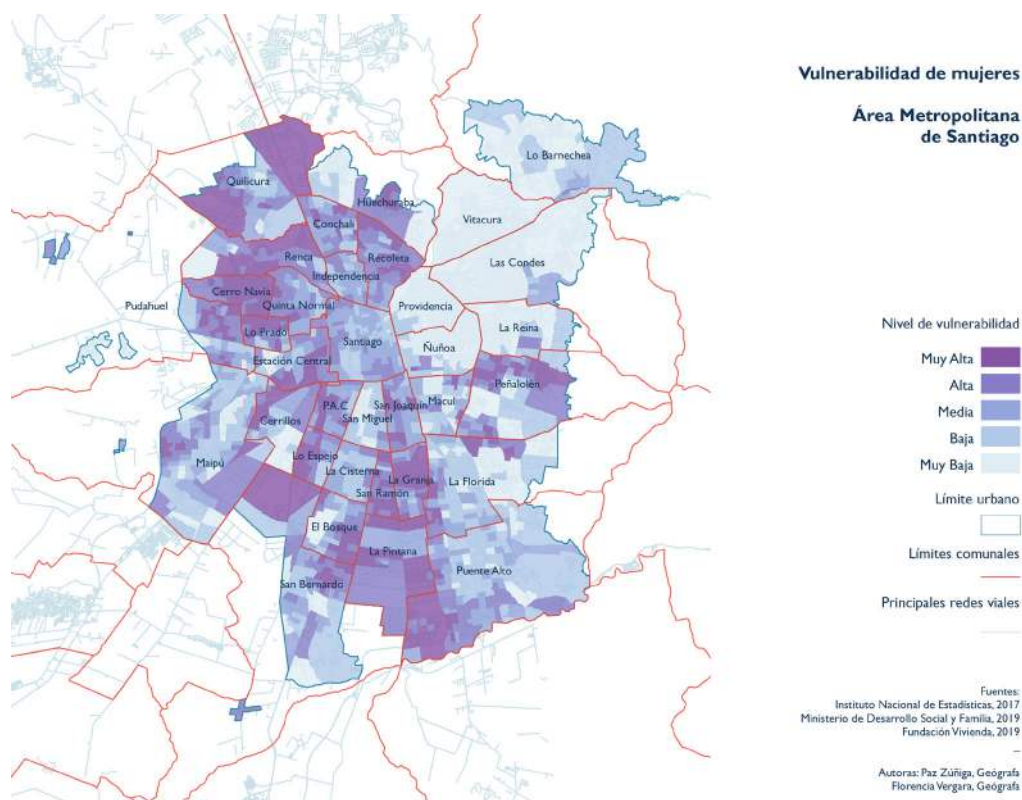 Vulnerabilidad de mujeres
Área Metropolitana
de Santiago
Lo Barnechea
Quilicura
Huechuraba
Vitacura
Conchalí
Renca
Recoleta
Las Condes
Independencia
Cerro Navia
Pudahuel
Quinta Normal
Providencia
Lo Prado
Santiago
La Reina
Ñuñoa
Estación Central
Peñalolén
P.A.C
San Joaquín
Macul
San Miguel
Cerrillos
Lo Espejo
Maipú
La Cisterna
La Granja
La Florida
San Ramón
El Bosque
La Pintana
Puente Alto
San Bernardo
Nivel de vulnerabilidad
Muy Alta
Alta
Media
Baja
Muy Baja
Límite urbano
Límites comunales
Principales redes viales
Fuentes:
Instituto Nacional de Estadísticas, 2017
Ministerio de Desarrollo Social y Familia, 2019
Fundación Vivienda, 2019
—
Autoras: Paz Zúñiga, Geógrafa
Florencia Vergara, Geógrafa